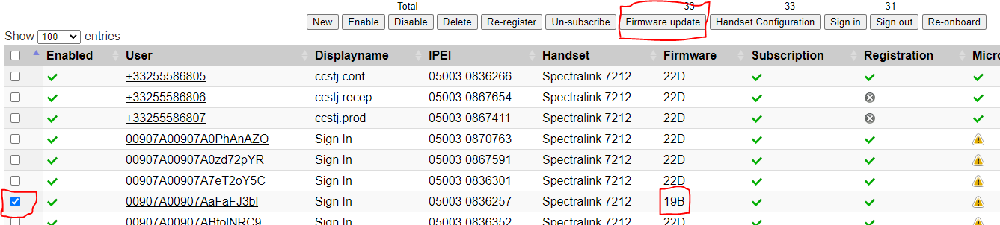 Total 33 33 31
New Enable Disable Delete Re-register Un-subscribe Firmware update Handset Configuration Sign in Sign out Re-onboard
Show 100 entries
Enabled User Displayname IPEI Handset Firmware Subscription Registration Micro
+33255586805 ccstj.cont 05003 0836266 Spectralink 7212 22D
+33255586806 ccstj.recep 05003 0867654 Spectralink 7212 22D
+33255586807 ccstj.prod 05003 0867411 Spectralink 7212 22D
00907A00907A0PhAnAZO Sign In 05003 0870763 Spectralink 7212 22D
00907A00907A0zd72pYR Sign In 05003 0867591 Spectralink 7212 22D
00907A00907A7eT2oY5C Sign In 05003 0836301 Spectralink 7212 22D
00907A00907AaFaFJ3bI Sign In 05003 0836257 Spectralink 7212 19B
Sign In 05003 0836352 Spectralink 7212 22D